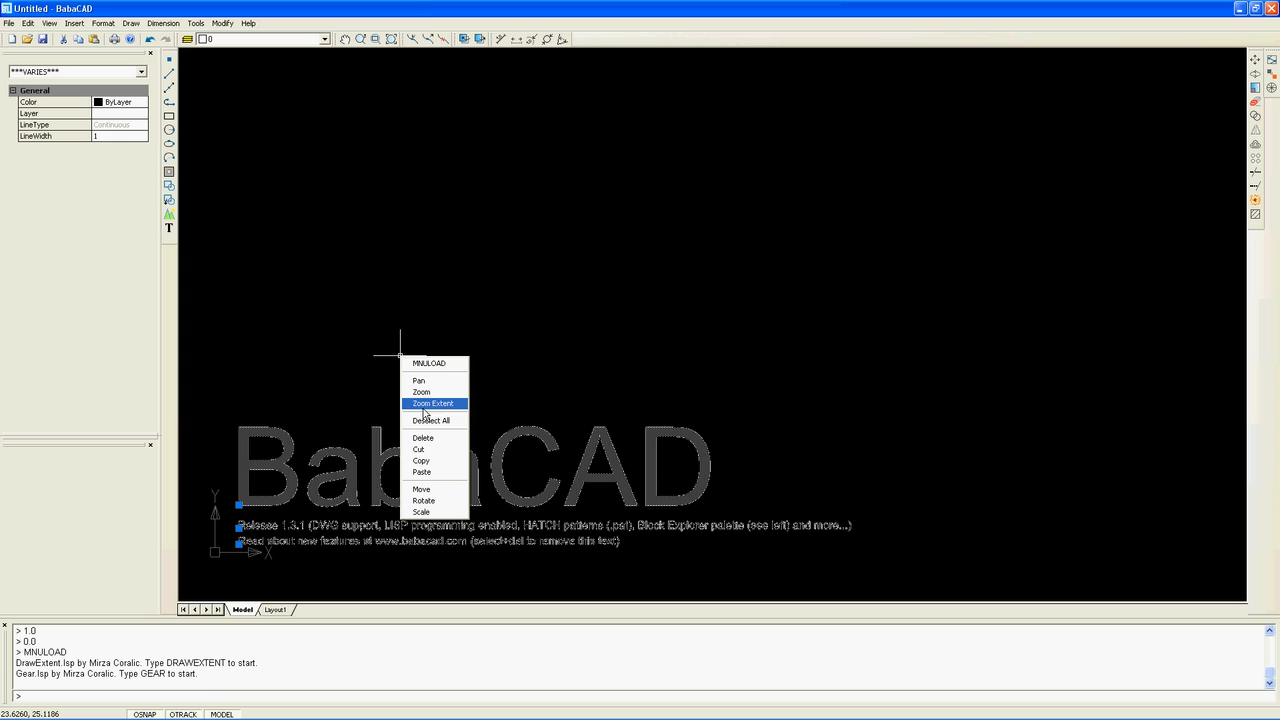 Untitled - BabaCAD
File Edit View Insert Format Draw Dimension Tools Modify Help
0
***VARIES***
General
Color ByLayer
Layer
LineType Continuous
LineWidth 1
T
MNULOAD
Pan
Zoom
Zoom Extent
Deselect All
Delete
Cut
Copy
Paste
Move
Rotate
Scale
BabaCAD
Release 1.3.1 (DWG support, LISP programming enabled, HATCH patterns (.pat), Block Explorer palette (see left) and more...)
Read about new features at www.babacad.com (select+del to remove this text)
Y
X
Model Layout1
> 1.0
> 0.0
> MNULOAD
DrawExtent.lsp by Mirza Coralic. Type DRAWEXTENT to start.
Gear.lsp by Mirza Coralic. Type GEAR to start.
>
23.6260, 25.1186 OSNAP OTRACK MODEL